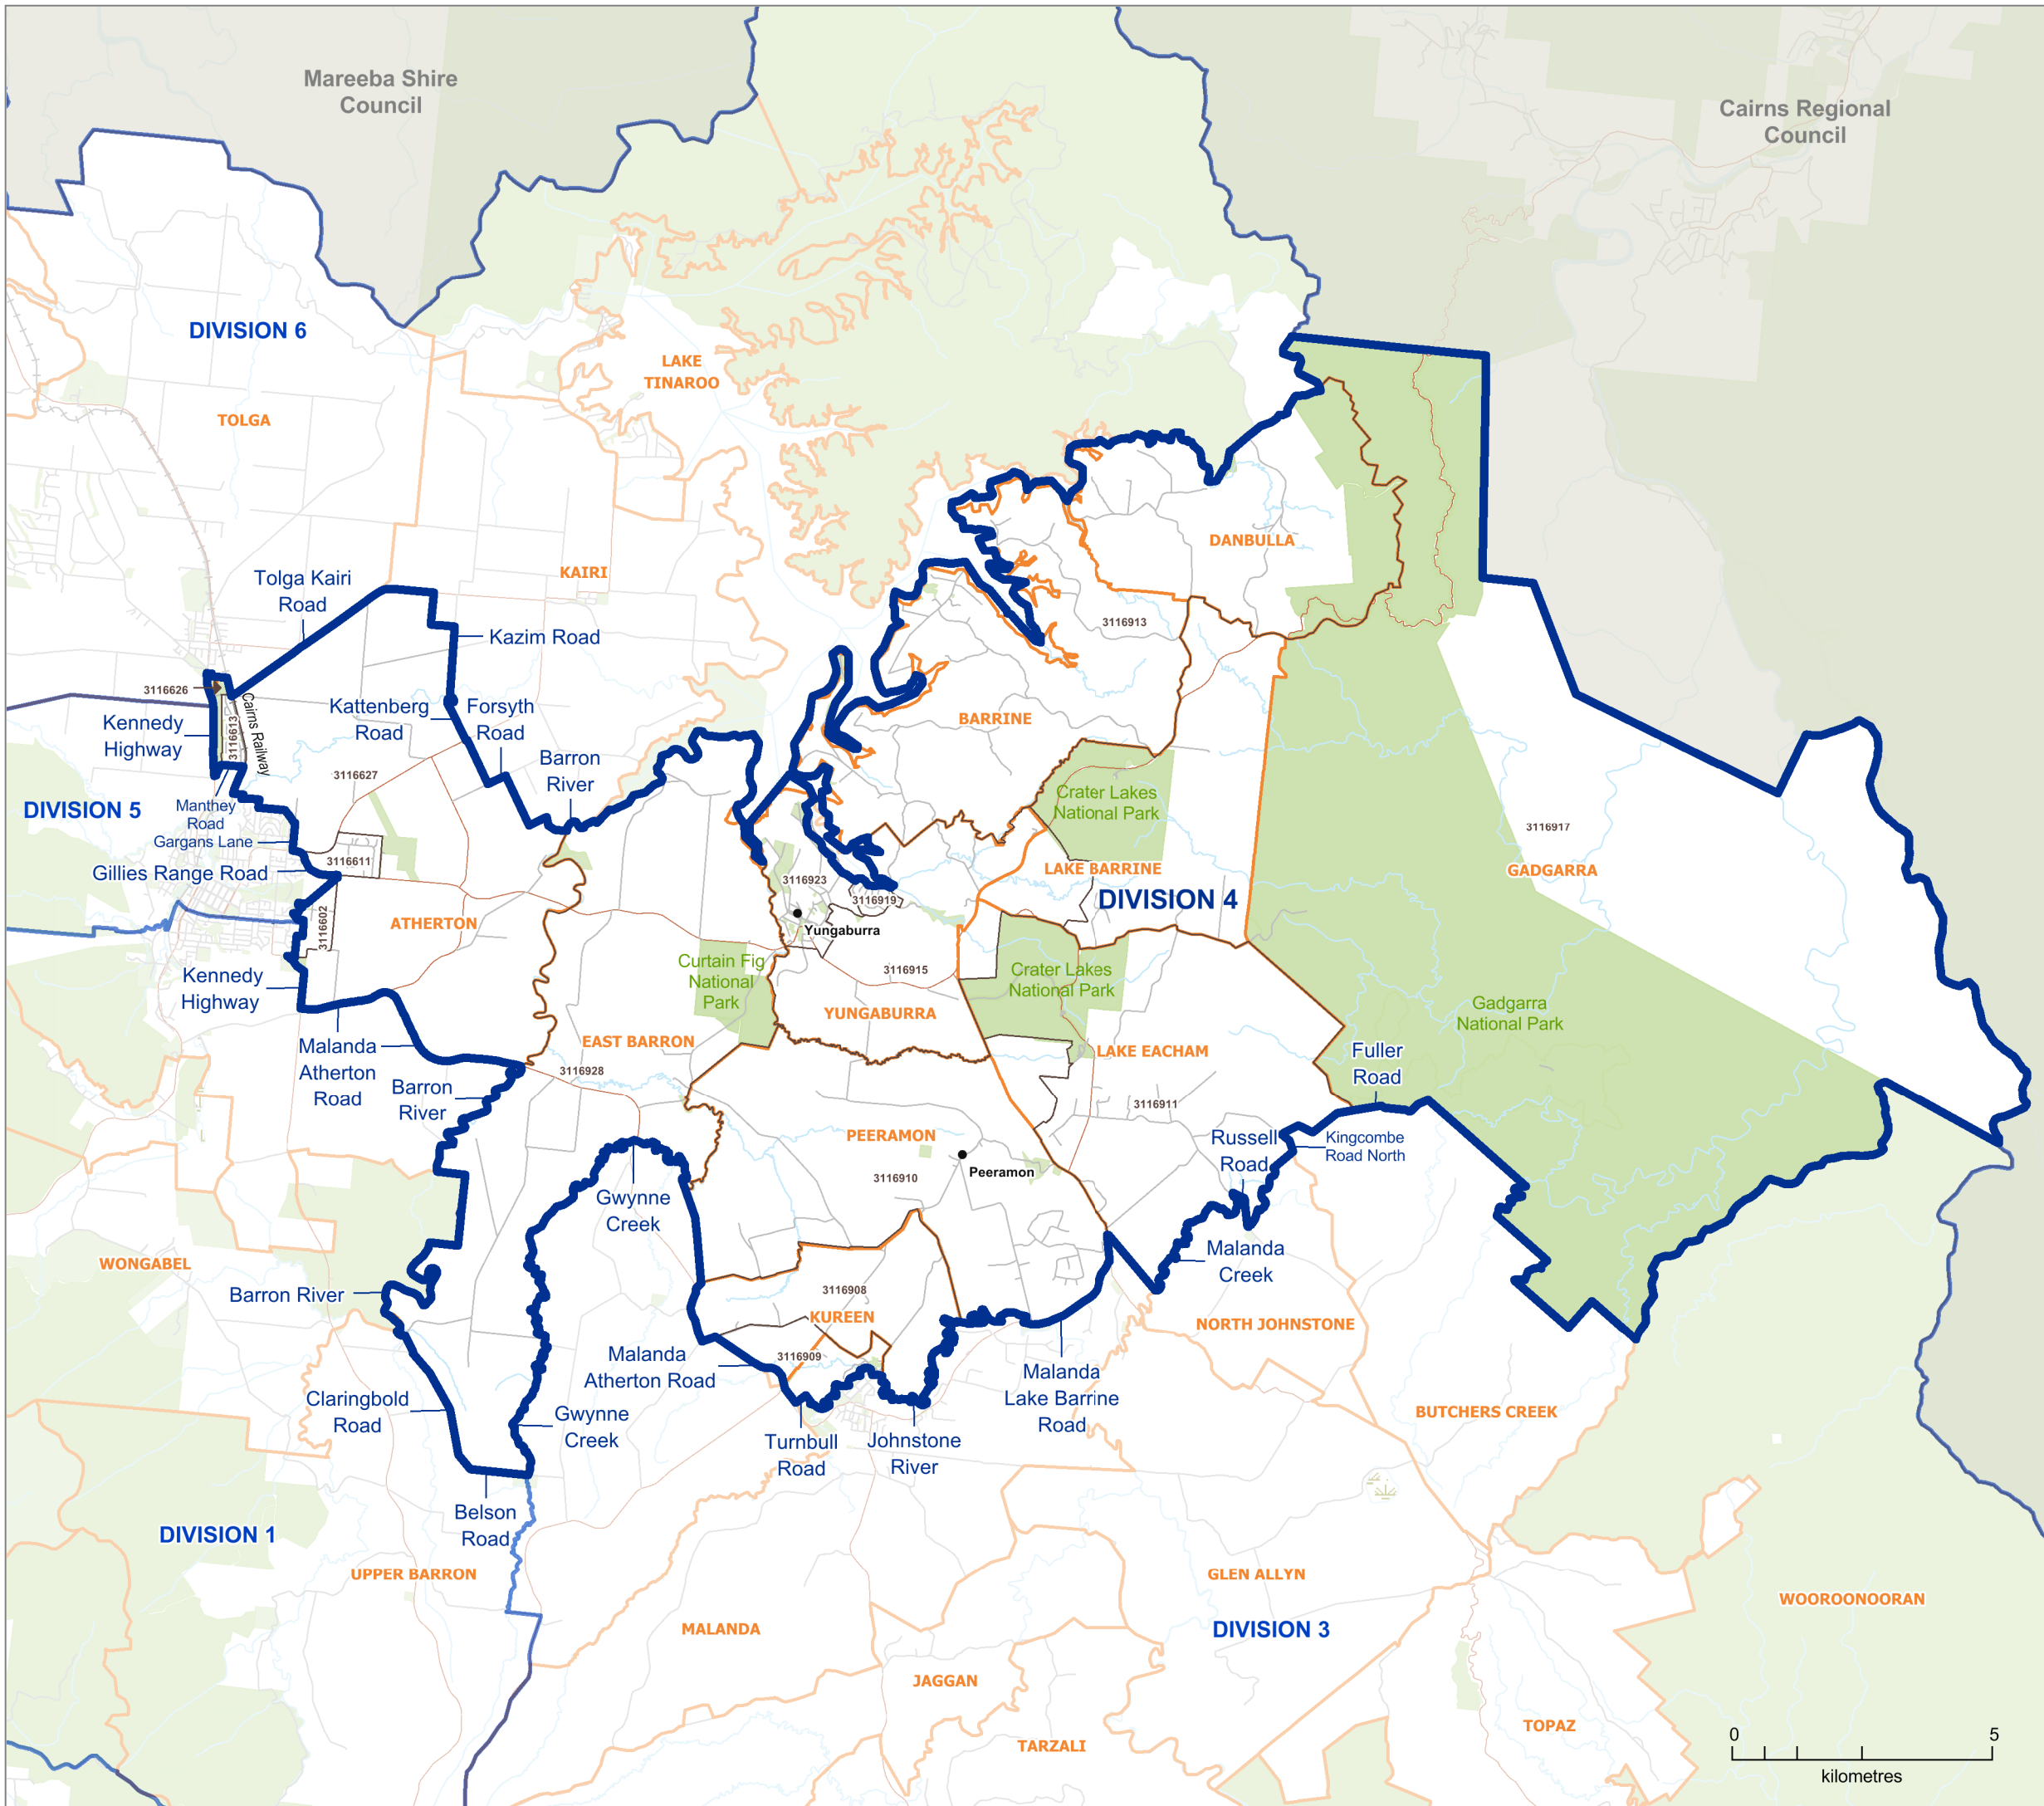 Mareeba Shire
Council
Cairns Regional
Council
DIVISION 6
LAKE
TINAROO
TOLGA
DANBULLA
KAIRI
Tolga Kairi
Road
3116913
Kazim Road
3116626
Cairns Railway
3116613
Kennedy
Highway
Kattenberg
Road
Forsyth
Road
BARRINE
Barron
River
3116627
DIVISION 5
Manthey
Road
Gargans Lane
Crater Lakes
National Park
3116917
3116611
Gillies Range Road
LAKE BARRINE
GADGARRA
3116923
3116919
DIVISION 4
3116602
ATHERTON
Yungaburra
Curtain Fig
National
Park
3116915
Crater Lakes
National Park
Kennedy
Highway
YUNGABURRA
Gadgarra
National Park
EAST BARRON
LAKE EACHAM
Malanda
Atherton
Road
Fuller
Road
3116928
Barron
River
3116911
PEERAMON
Russell
Road
Kingcombe
Road North
Peeramon
3116910
Gwynne
Creek
WONGABEL
Malanda
Creek
Barron River
3116908
KUREEN
NORTH JOHNSTONE
3116909
Malanda
Atherton Road
Malanda
Lake Barrine
Road
Claringbold
Road
Gwynne
Creek
BUTCHERS CREEK
Turnbull
Road
Johnstone
River
Belson
Road
DIVISION 1
UPPER BARRON
GLEN ALLYN
WOOROONOORAN
MALANDA
DIVISION 3
JAGGAN
TOPAZ
TARZALI
0 5
kilometres